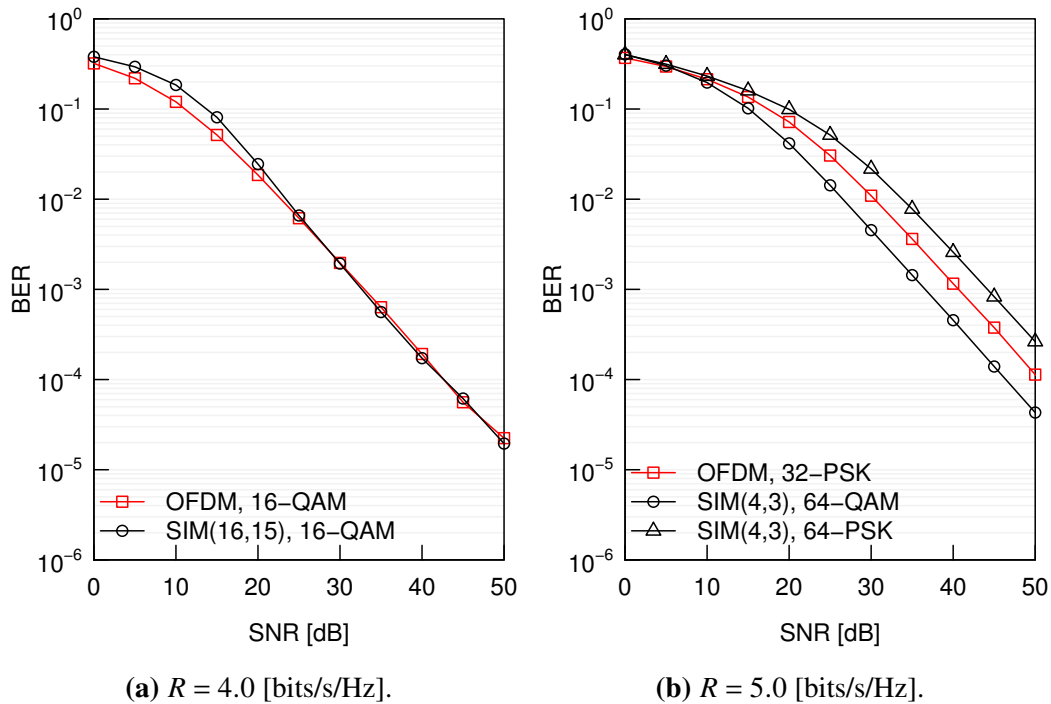 10^0
10^-1
10^-2
10^-3
10^-4
10^-5
10^-6
BER
0 10 20 30 40 50
SNR [dB]
OFDM, 16−QAM
SIM(16,15), 16−QAM
(a) R = 4.0 [bits/s/Hz].
10^0
10^-1
10^-2
10^-3
10^-4
10^-5
10^-6
BER
0 10 20 30 40 50
SNR [dB]
OFDM, 32−PSK
SIM(4,3), 64−QAM
SIM(4,3), 64−PSK
(b) R = 5.0 [bits/s/Hz].